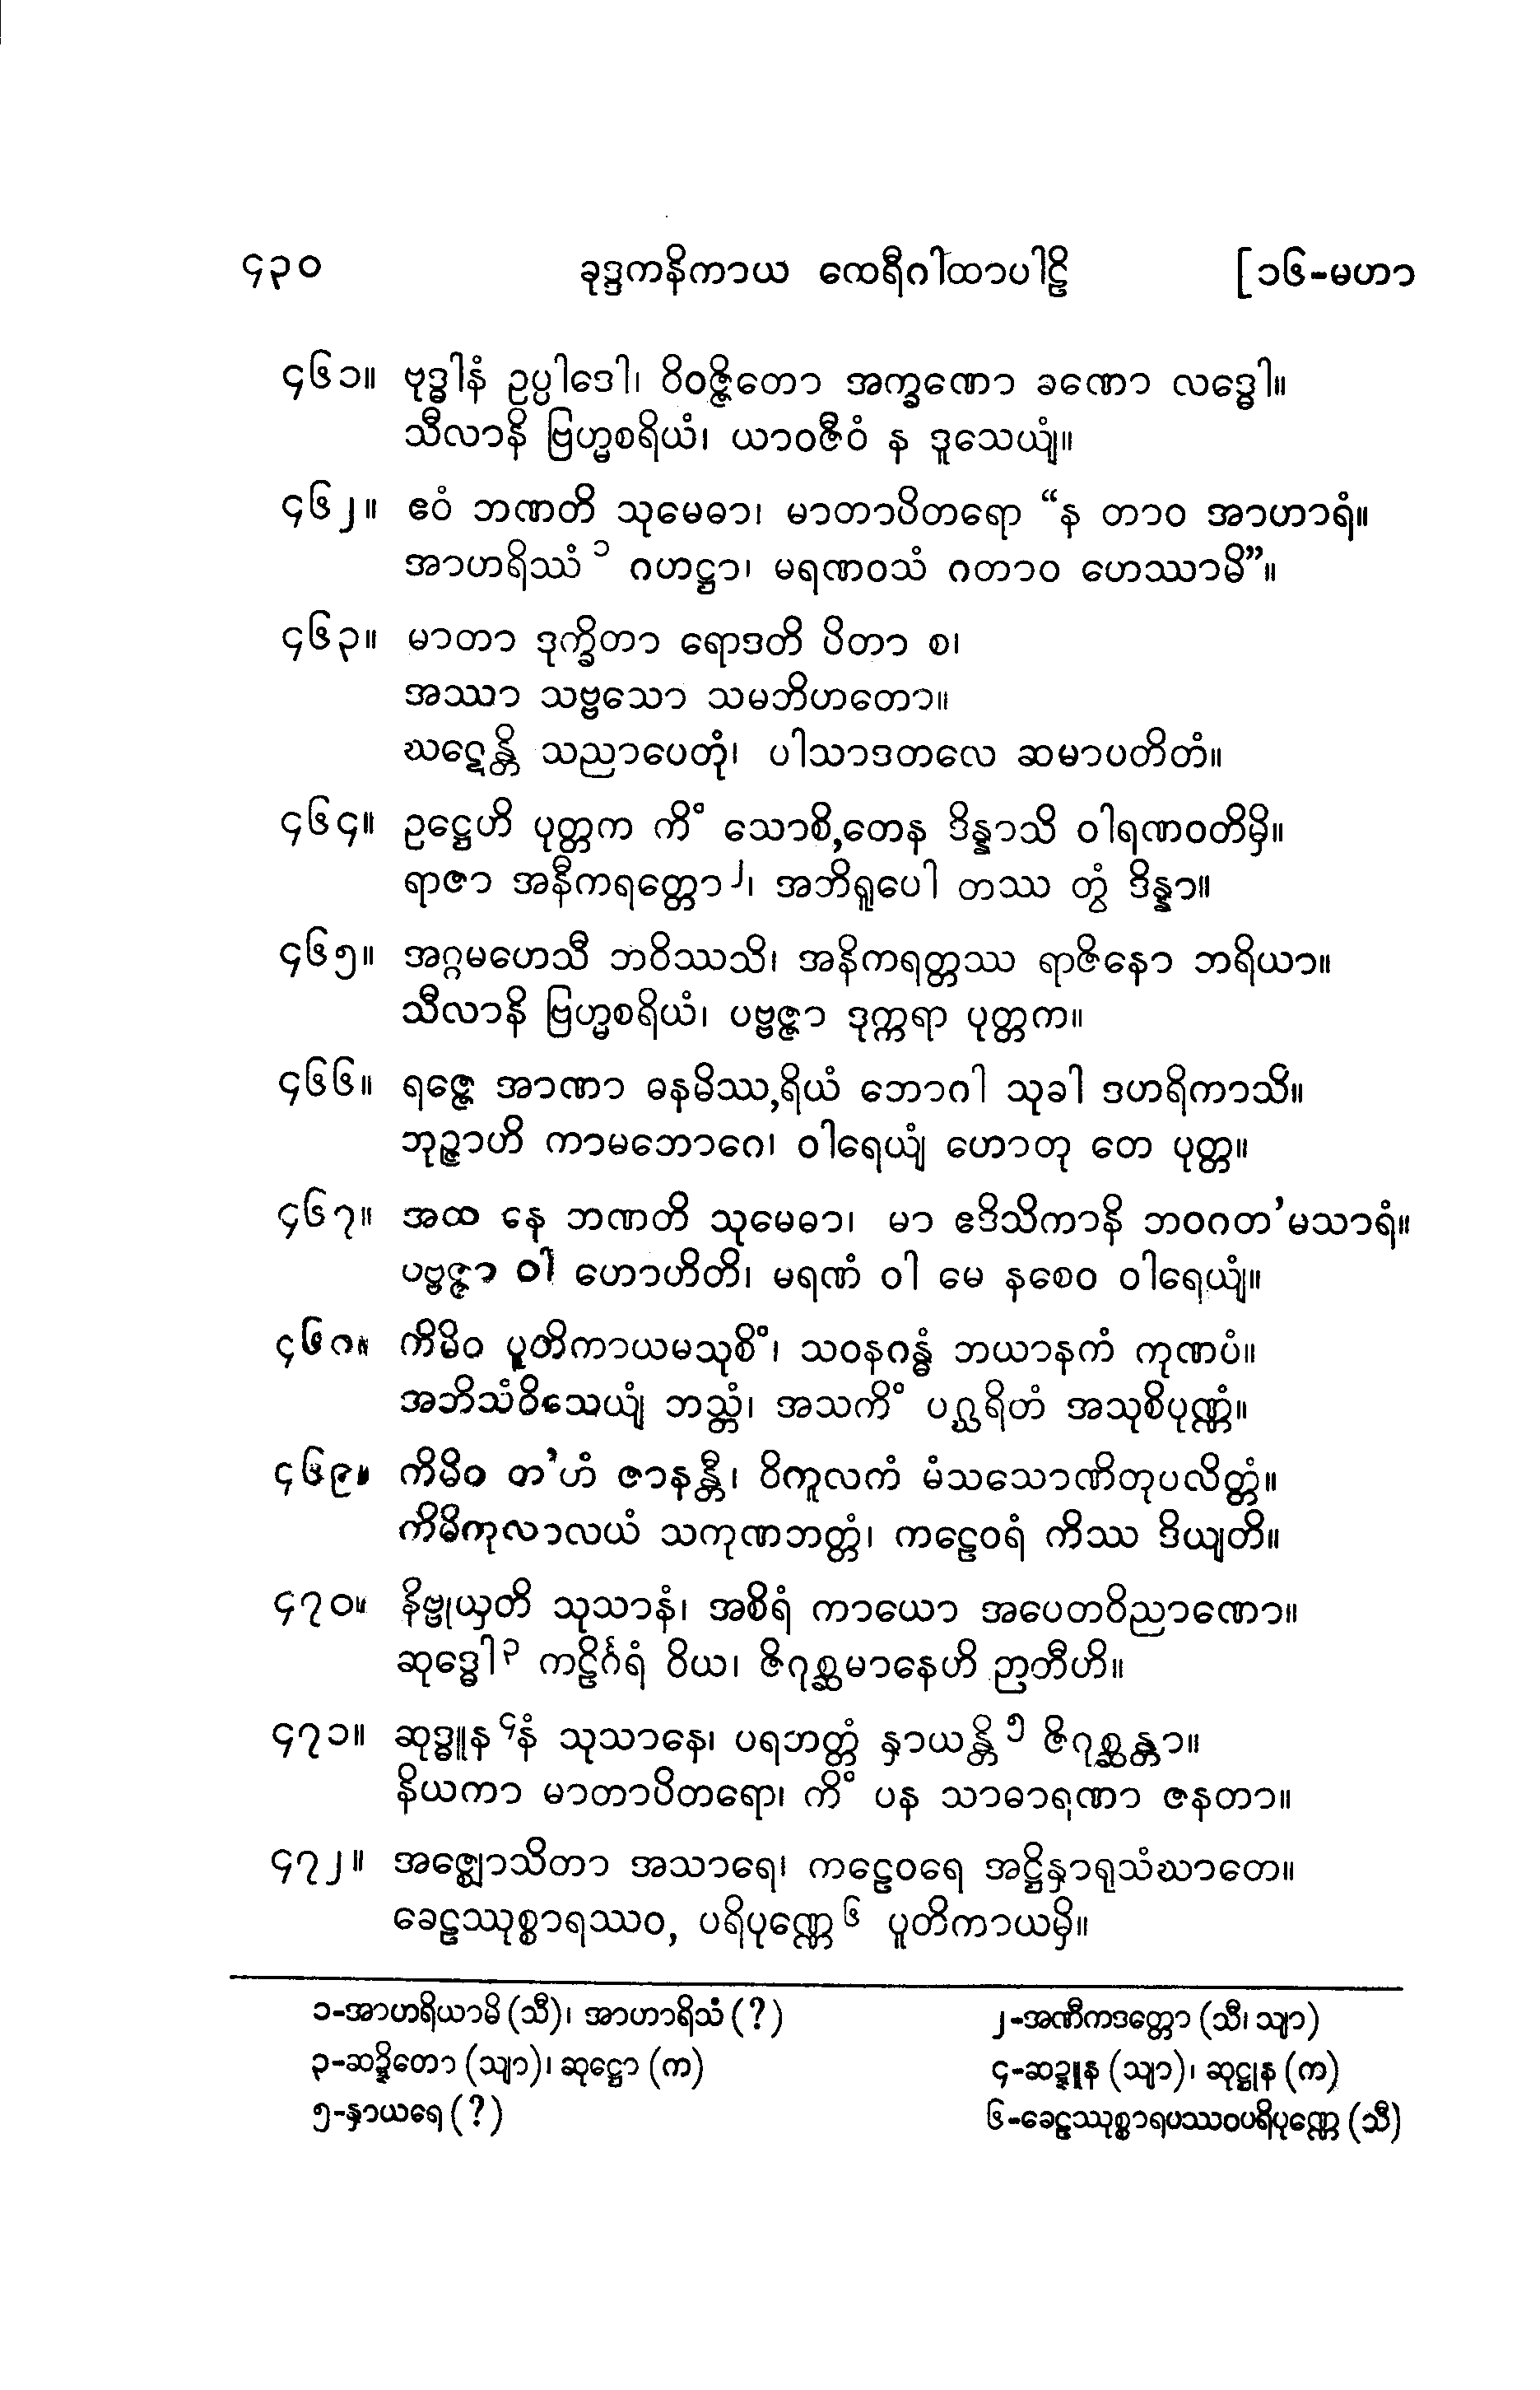 ၄၃၀ ခုဒ္ဒကနိကာယ ထေရီဂါထာပါဠိ [၁၆-မဟာ
၄၆၁။ ဗုဒ္ဓါနံ ဥပ္ပါဒေါ၊ ဝိဝဇ္ဇိတော အက္ခဏော ခဏော လဒ္ဓေါ။
သီလာနိ ဗြဟ္မစရိယံ၊ ယာဝဇီဝံ န ဒူသေယျံ။
၄၆၂။ ဧဝံ ဘဏတိ သုမေဓာ၊ မာတာပိတရော “န တာဝ အာဟာရံ။
အာဟရိဿံ ၁ ဂဟဋ္ဌာ၊ မရဏဝသံ ဂတာဝ ဟေဿာမိ”။
၄၆၃။ မာတာ ဒုက္ခိတာ ရောဒတိ ပိတာ စ၊
အဿာ သဗ္ဗသော သမဘိဟတော။
ဃဋေန္တိ သညာပေတုံ၊ ပါသာဒတလေ ဆမာပတိတံ။
၄၆၄။ ဥဋ္ဌေဟိ ပုတ္တက ကိံ သောစိ,တေန ဒိန္နာသိ ဝါရဏဝတိမှိ။
ရာဇာ အနီကရတ္တော၂၊ အဘိရူပေါ တဿ တွံ ဒိန္နာ။
၄၆၅။ အဂ္ဂမဟေသီ ဘဝိဿသိ၊ အနိကရတ္တဿ ရာဇိနော ဘရိယာ။
သီလာနိ ဗြဟ္မစရိယံ၊ ပဗ္ဗဇ္ဇာ ဒုက္ကရာ ပုတ္တက။
၄၆၆။ ရဇ္ဇေ အာဏာ ဓနမိဿ,ရိယံ ဘောဂါ သုခါ ဒဟရိကာသိ။
ဘုဉ္ဇာဟိ ကာမဘောဂေ၊ ဝါရေယျံ ဟောတု တေ ပုတ္တ။
၄၆၇။ အထ နေ ဘဏတိ သုမေဓာ၊ မာ ဧဒိသိကာနိ ဘဝဂတ’မသာရံ။
ပဗ္ဗဇ္ဇာ ဝါ ဟောဟိတိ၊ မရဏံ ဝါ မေ နစေဝ ဝါရေယျံ။
၄၆၈။ ကိမိဝ ပူတိကာယမသုစိံ၊ သဝနဂန္ဓံ ဘယာနကံ ကုဏပံ။
အဘိသံဝိသေယျံ ဘသ္တံ၊ အသကိံ ပဂ္ဃရိတံ အသုစိပုဏ္ဏံ။
၄၆၉။ ကိမိဝ တ’ဟံ ဇာနန္တီ၊ ဝိကူလကံ မံသသောဏိတုပလိတ္တံ။
ကိမိကုလာလယံ သကုဏဘတ္တံ၊ ကဠေဝရံ ကိဿ ဒိယျတိ။
၄၇၀။ နိဗ္ဗုယှတိ သုသာနံ၊ အစိရံ ကာယော အပေတဝိညာဏော။
ဆုဒ္ဓေါ၃ ကဠိင်္ဂရံ ဝိယ၊ ဇိဂုစ္ဆမာနေဟိ ဉာတီဟိ။
၄၇၁။ ဆုဒ္ဓူန၄နံ သုသာနေ၊ ပရဘတ္တံ နှာယန္တိ၅ ဇိဂုစ္ဆန္တာ။
နိယကာ မာတာပိတရော၊ ကိံ ပန သာဓာရဏာ ဇနတာ။
၄၇၂။ အဇ္ဈောသိတာ အသာရေ၊ ကဠေဝရေ အဋ္ဌိနှာရုသံဃာတေ။
ခေဠဿုစ္စာရဿဝ, ပရိပုဏ္ဏေ၆ ပူတိကာယမှိ။
၁-အာဟရိယာမိ (သီ)၊ အာဟာရိသံ (?) ၂-အဏီကဒတ္တော (သီ၊ သျာ)
၃-ဆဍ္ဍိတော (သျာ)၊ ဆုဋ္ဌော (က) ၄-ဆဍ္ဍူန (သျာ)၊ ဆုဋ္ဌုန (က)
၅-နှာယရေ (?) ၆-ခေဠဿုစ္စာရပဿဝပရိပုဏ္ဏေ (သီ)